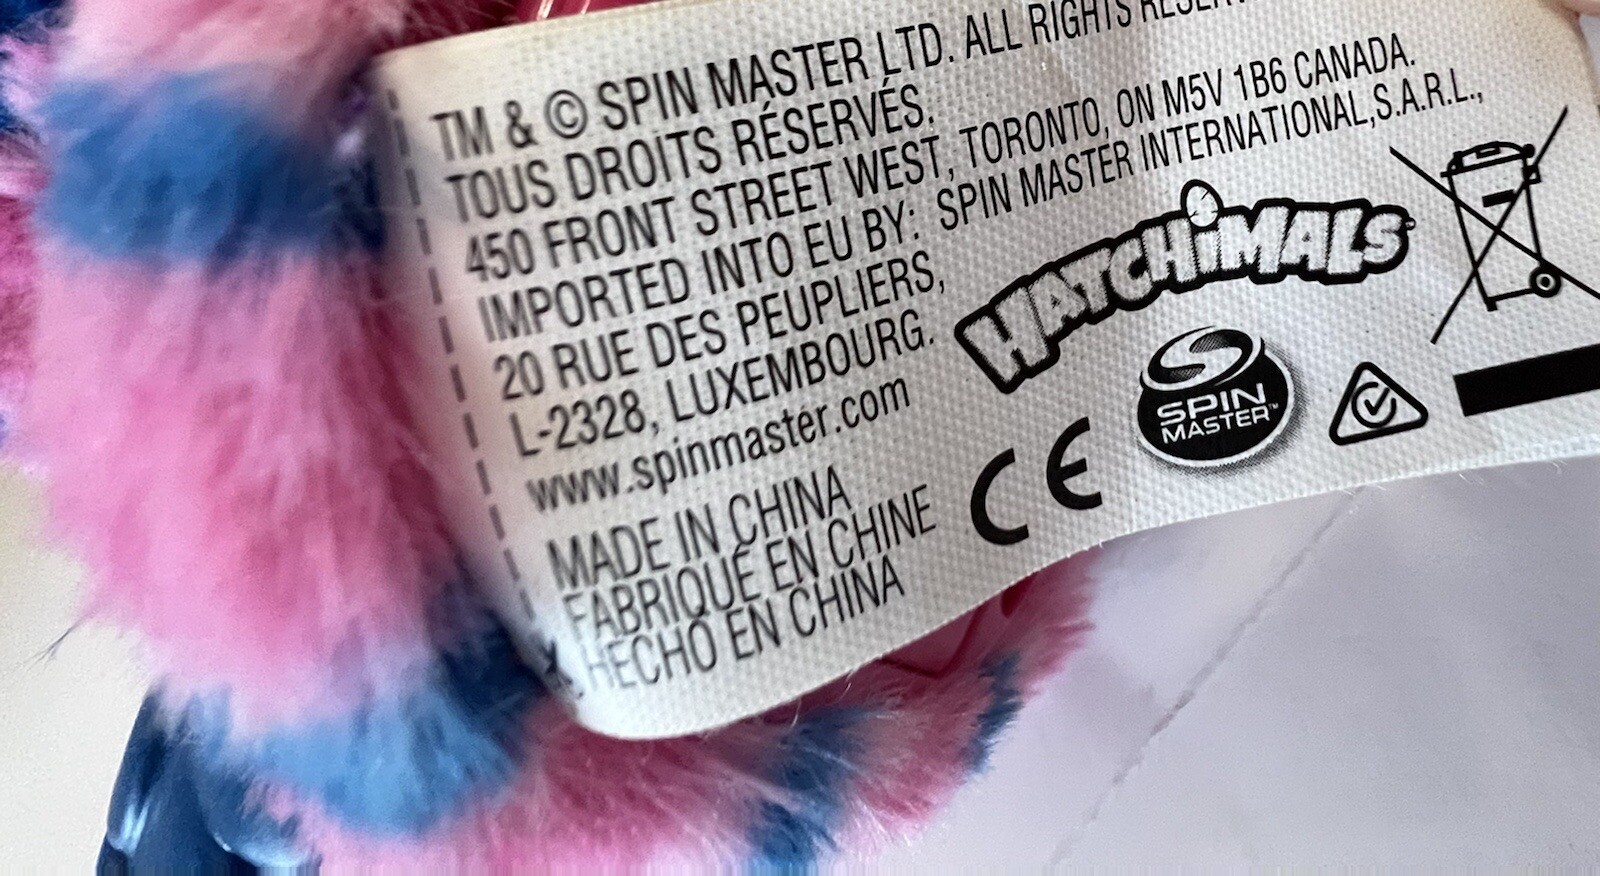 TM & © SPIN MASTER LTD. ALL RIGHTS
TOUS DROITS RÉSERVÉS.
450 FRONT STREET WEST, TORONTO, ON M5V 1B6 CANADA.
IMPORTED INTO EU BY: SPIN MASTER INTERNATIONAL,S.A.R.L.,
20 RUE DES PEUPLIERS,
L-2328, LUXEMBOURG.
www.spinmaster.com
MADE IN CHINA
FABRIQUÉ EN CHINE
HECHO EN CHINA
HATCHiMALS
CE
SPIN
MASTER™